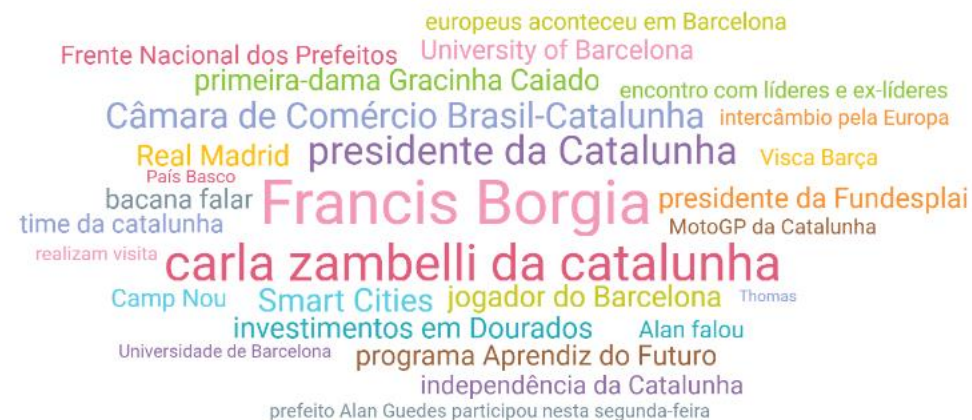 europeus aconteceu em Barcelona
Frente Nacional dos Prefeitos University of Barcelona
primeira-dama Gracinha Caiado encontro com líderes e ex-líderes
Câmara de Comércio Brasil-Catalunha intercâmbio pela Europa
Real Madrid presidente da Catalunha Visca Barça
País Basco
bacana falar Francis Borgia presidente da Fundesplai
time da catalunha MotoGP da Catalunha
realizam visita carla zambelli da catalunha
Camp Nou Smart Cities jogador do Barcelona Thomas
investimentos em Dourados Alan falou
Universidade de Barcelona programa Aprendiz do Futuro
independência da Catalunha
prefeito Alan Guedes participou nesta segunda-feira